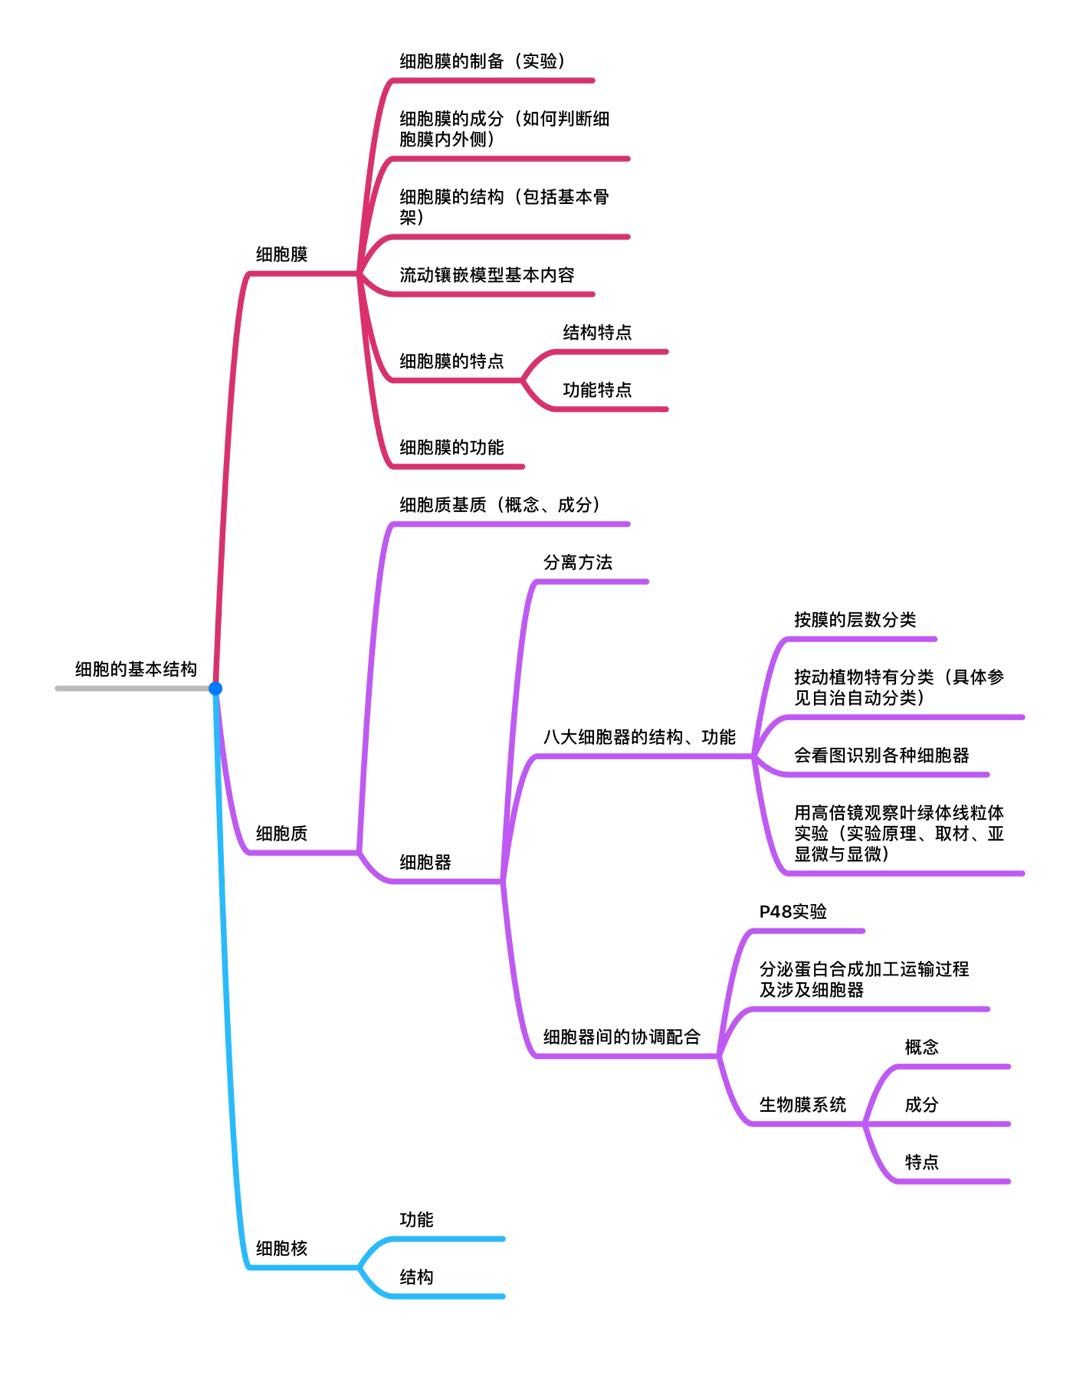 细胞膜的制备（实验）
细胞膜的成分（如何判断细
胞膜内外侧）
细胞膜的结构（包括基本骨
架）
细胞膜
流动镶嵌模型基本内容
结构特点
细胞膜的特点
功能特点
细胞膜的功能
细胞质基质（概念、成分）
分离方法
按膜的层数分类
细胞的基本结构
按动植物特有分类（具体参
见自治自动分类）
八大细胞器的结构、功能
会看图识别各种细胞器
用高倍镜观察叶绿体线粒体
实验（实验原理、取材、亚
显微与显微）
细胞质
细胞器
P48实验
分泌蛋白合成加工运输过程
及涉及细胞器
细胞器间的协调配合
概念
生物膜系统
成分
特点
功能
细胞核
结构